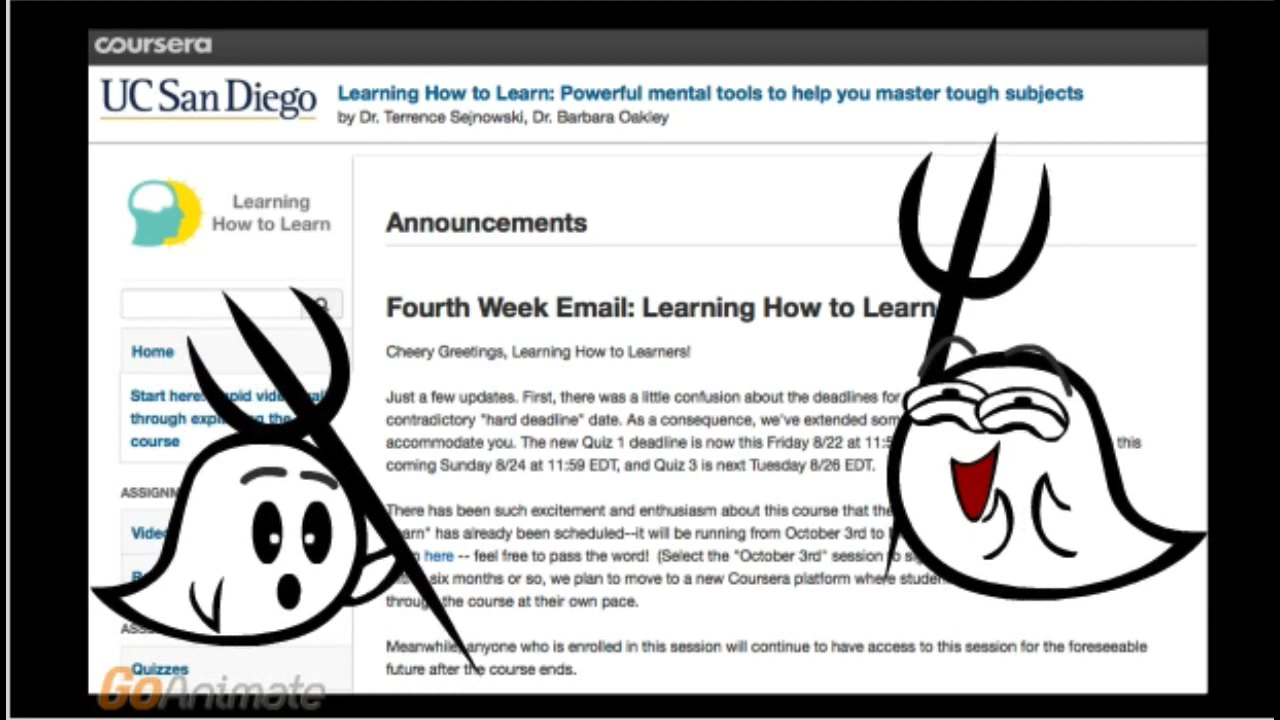 coursera
UC San Diego
Learning How to Learn: Powerful mental tools to help you master tough subjects
by Dr. Terrence Sejnowski, Dr. Barbara Oakley
Learning
How to Learn
Announcements
Fourth Week Email: Learning How to Learn
Home
Cheery Greetings, Learning How to Learners!
Start here
through the
course
Just a few updates. First, there was a little confusion about the deadlines for
contradictory "hard deadline" date. As a consequence, we've extended
accommodate you. The new Quiz 1 deadline is now this Friday 8/22 at this
coming Sunday 8/24 at 11:59 EDT, and Quiz 3 is next Tuesday 8/26 EDT.
There has been such excitement and enthusiasm about this course that
has already been scheduled--it will be running from October 3rd to
here -- feel free to pass the word! (Select the "October 3rd" session
six months or so, we plan to move to a new Coursera platform where
through the course at their own pace.
Meanwhile, anyone who is enrolled in this session will continue to have access to this session for the foreseeable
future after the course ends.
Quizzes
GoAnimate